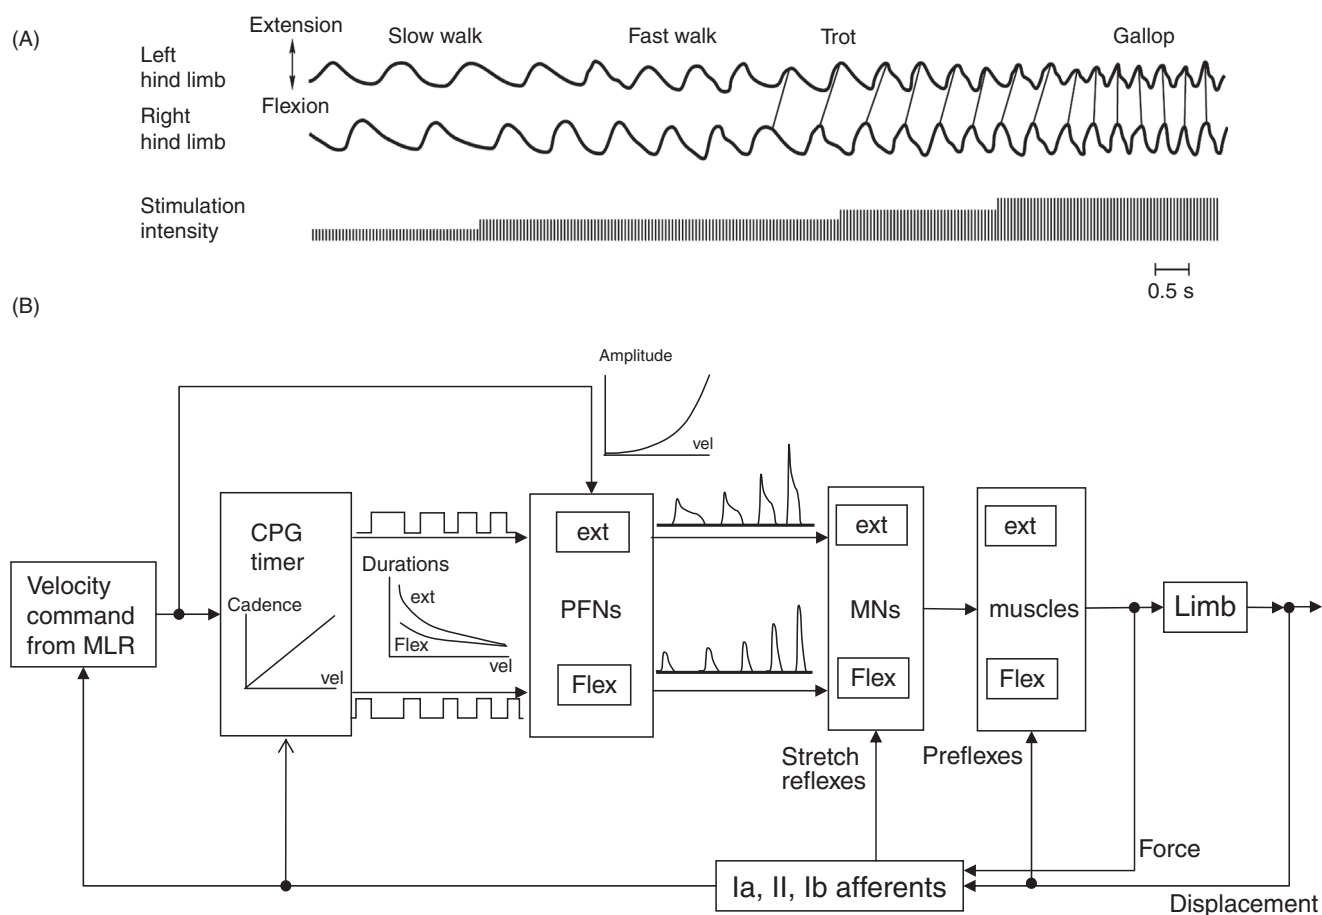 (A)
Extension
Flexion
Left
hind limb
Right
hind limb
Slow walk
Fast walk
Trot
Gallop
Stimulation
intensity
0.5 s
(B)
Amplitude
vel
Velocity
command
from MLR
CPG
timer
Cadence
vel
Durations
ext
Flex
vel
ext
PFNs
Flex
ext
MNs
Flex
ext
muscles
Flex
Limb
Stretch
reflexes
Preflexes
Force
Ia, II, Ib afferents
Displacement